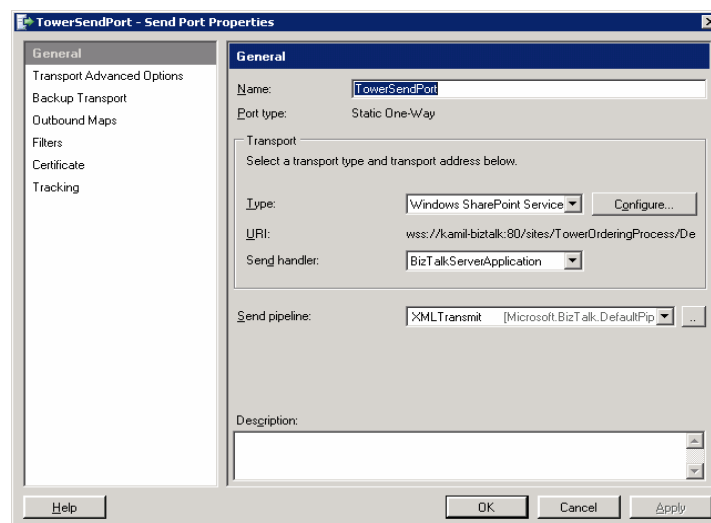 TowerSendPort - Send Port Properties
General
Transport Advanced Options
Backup Transport
Outbound Maps
Filters
Certificate
Tracking
General
Name: TowerSendPort
Port type: Static One-Way
Transport
Select a transport type and transport address below.
Type: Windows SharePoint Service Configure...
URI: wss://kamil-biztalk:80/sites/TowerOrderingProcess/De
Send handler: BizTalkServerApplication
Send pipeline: XMLTransmit [Microsoft.BizTalk.DefaultPip ..
Description:
Help OK Cancel Apply